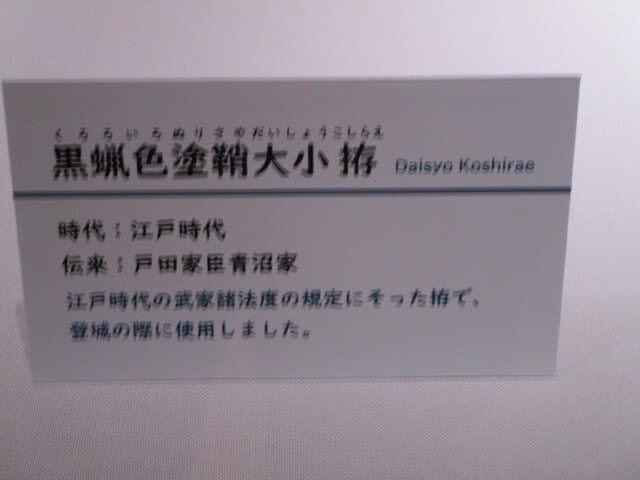 くろろいろぬりさやだいしょうこしらえ
黒蝋色塗鞘大小拵 Daisyo Koshirae
時代:江戸時代
伝来:戸田家臣青沼家
江戸時代の武家諸法度の規定にそった拵で、
登城の際に使用しました。